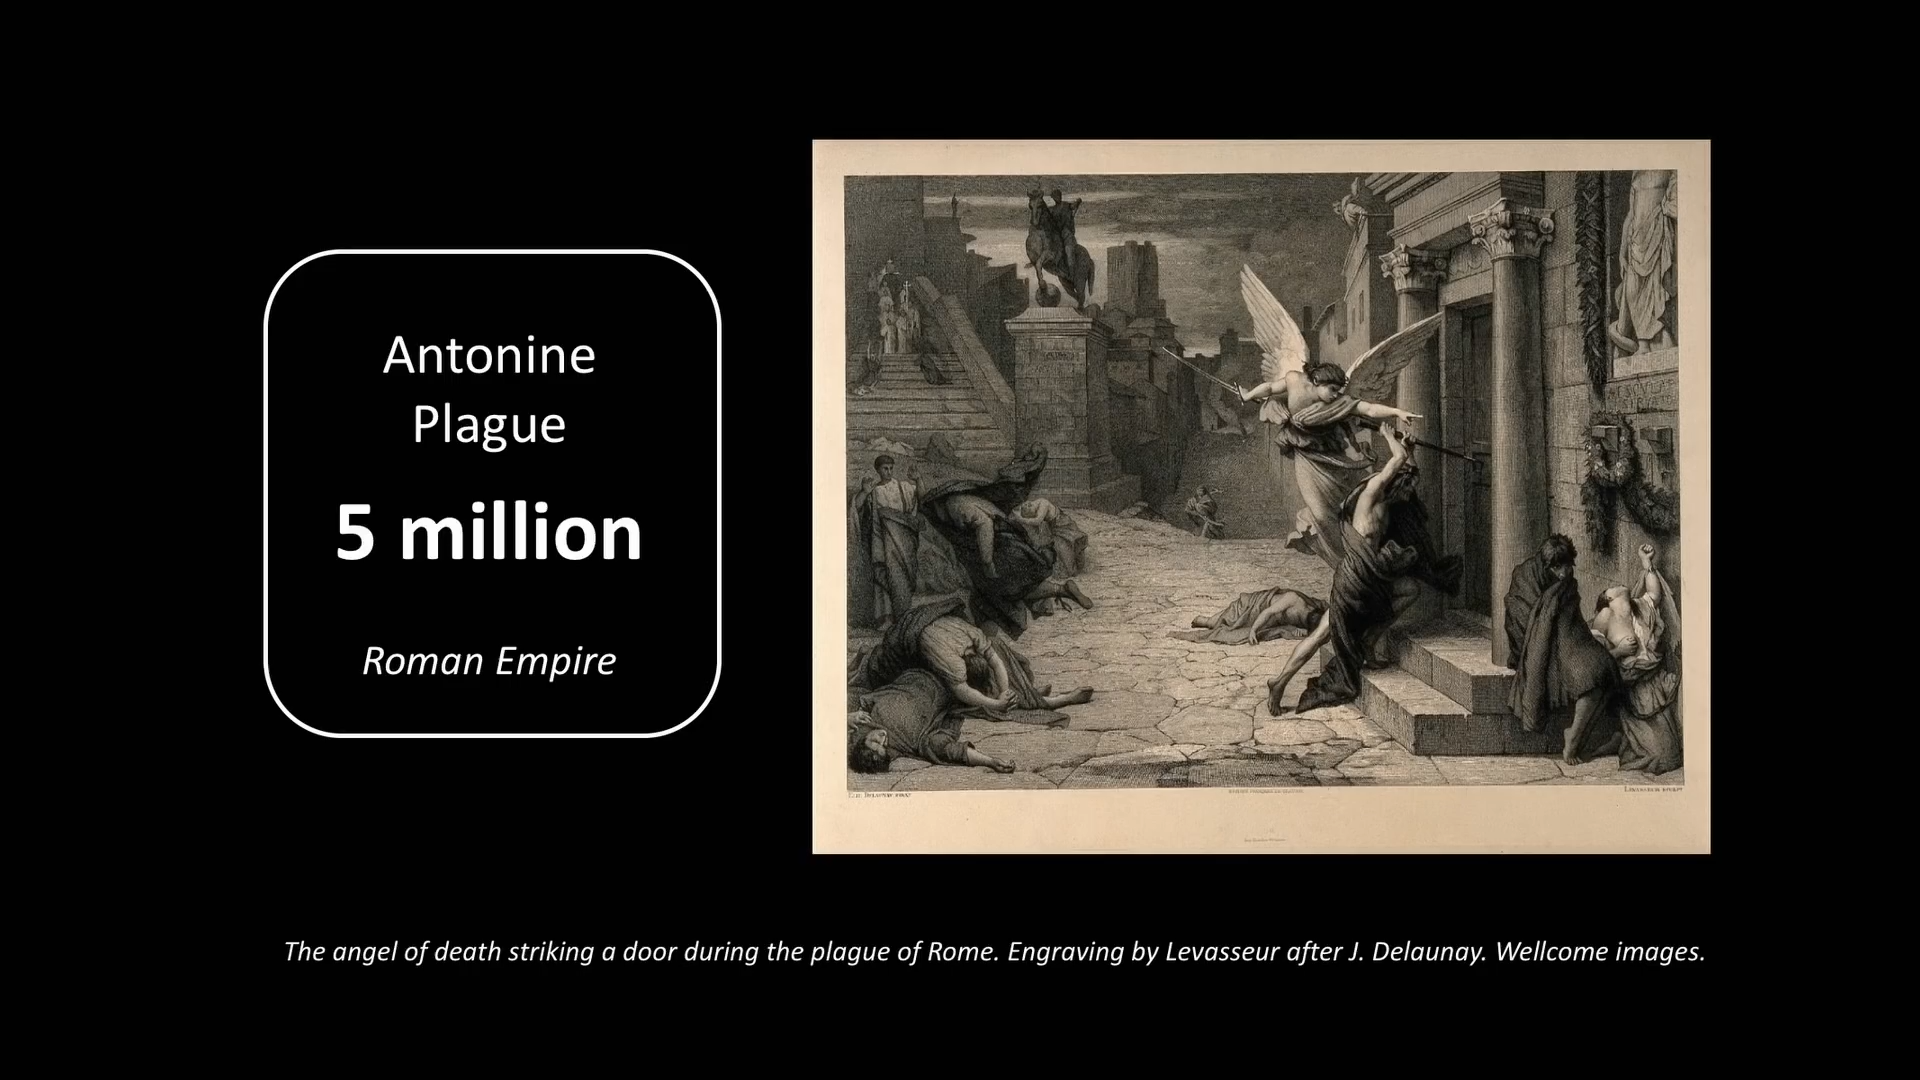 Antonine
Plague
5 million
Roman Empire
The angel of death striking a door during the plague of Rome. Engraving by Levasseur after J. Delaunay. Wellcome images.